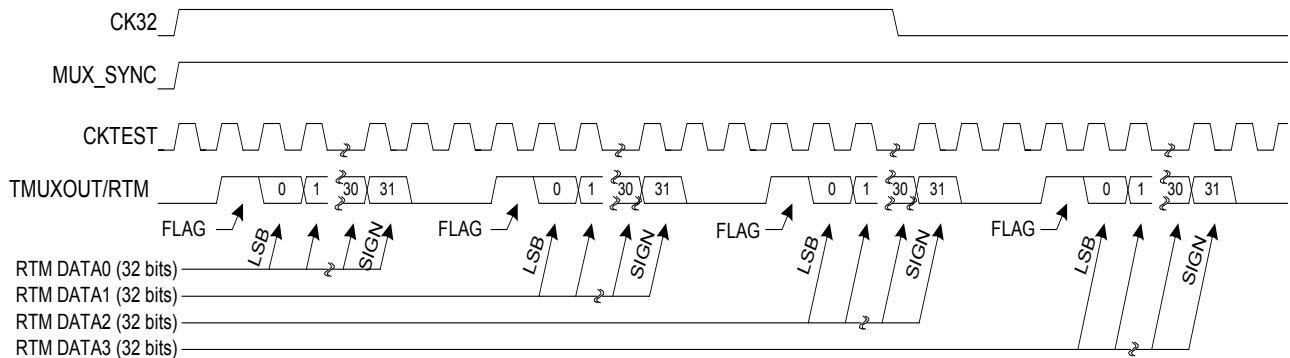 CK32
MUX_SYNC
CKTEST
TMUXOUT/RTM
0 1 30 31 0 1 30 31 0 1 30 31 0 1 30 31
FLAG FLAG FLAG FLAG
LSB SIGN LSB SIGN LSB SIGN LSB SIGN
RTM DATA0 (32 bits)
RTM DATA1 (32 bits)
RTM DATA2 (32 bits)
RTM DATA3 (32 bits)